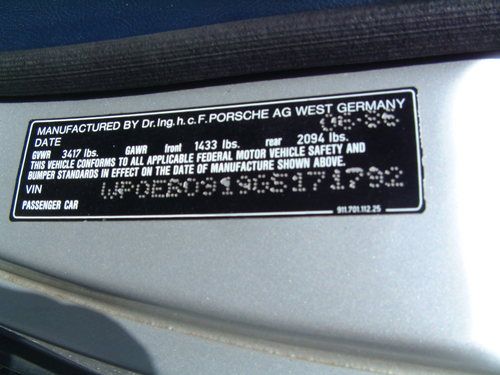 MANUFACTURED BY Dr.Ing.h.c.F.PORSCHE AG WEST GERMANY
DATE
GVWR 3417 lbs. GAWR front 1433 lbs. rear 2094 lbs.
THIS VEHICLE CONFORMS TO ALL APPLICABLE FEDERAL MOTOR VEHICLE SAFETY AND
BUMPER STANDARDS IN EFFECT ON THE DATE OF MANUFACTURE SHOWN ABOVE.
VIN WP0EB0919GS171792
PASSENGER CAR 911.701.112.25